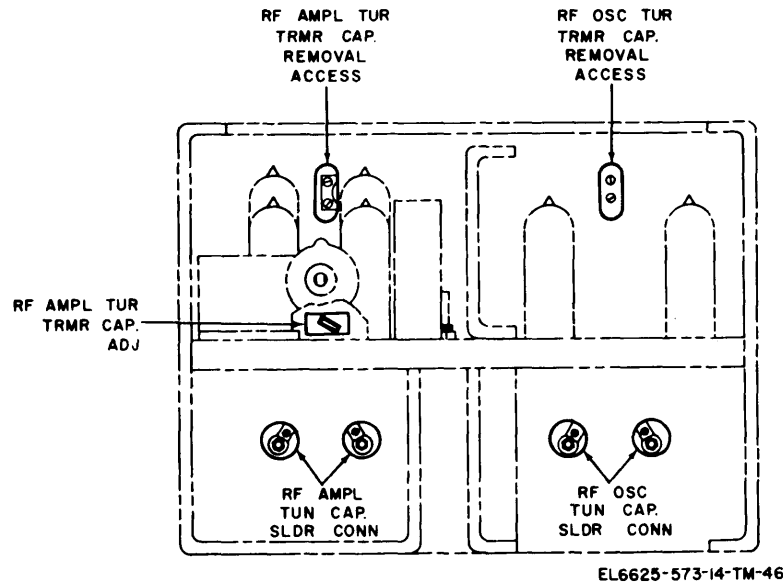 RF AMPL TUR
TRMR CAP.
REMOVAL
ACCESS
RF OSC TUR
TRMR CAP.
REMOVAL
ACCESS
RF AMPL TUR
TRMR CAP.
ADJ
RF AMPL
TUN CAP.
SLDR CONN
RF OSC
TUN CAP.
SLDR CONN
EL6625-573-14-TM-46